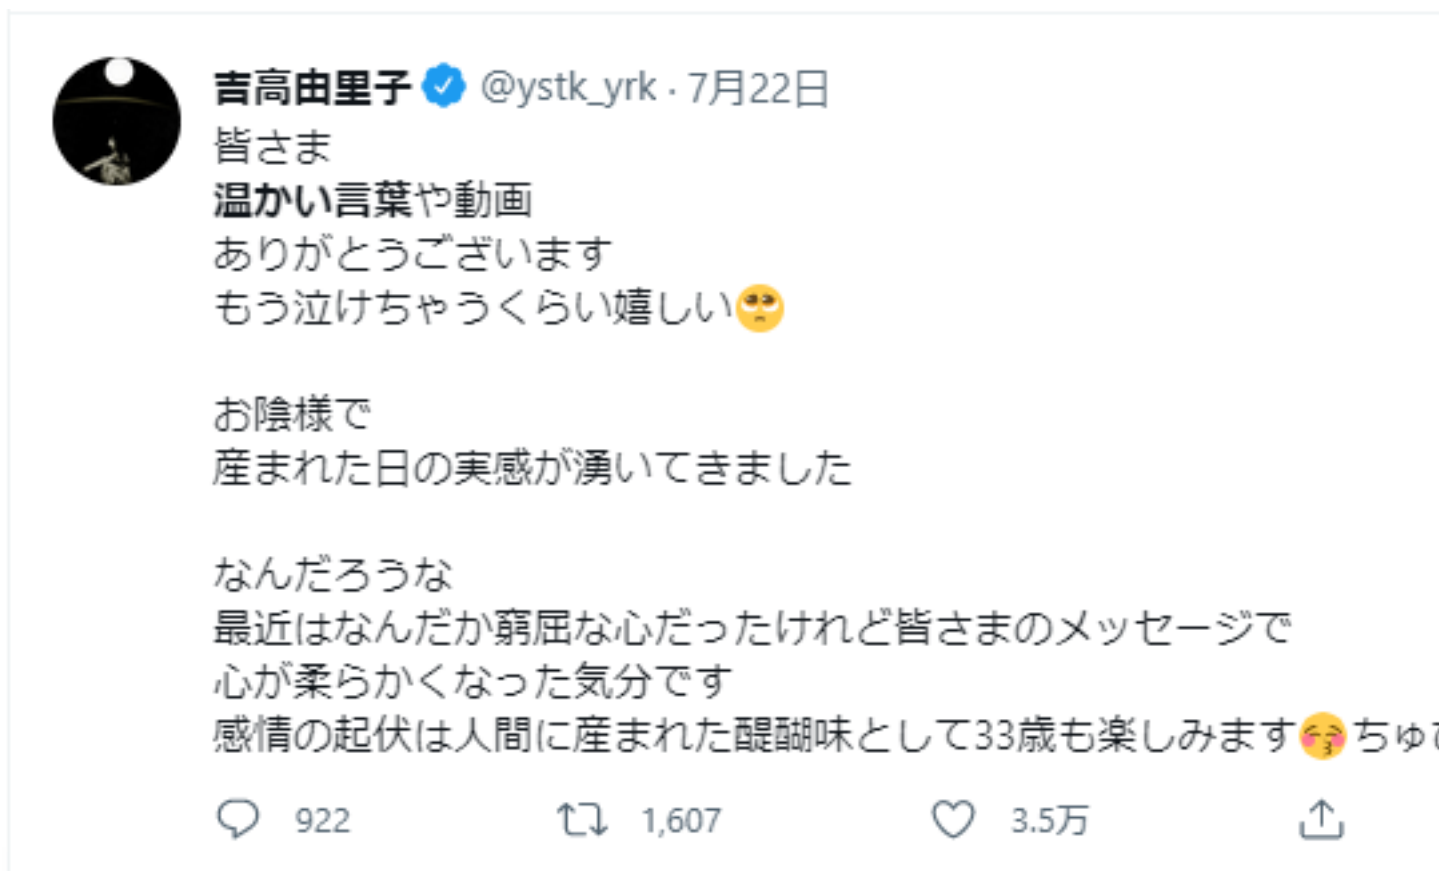 吉高由里子 @ystk_yrk · 7月22日
皆さま
温かい言葉や動画
ありがとうございます
もう泣けちゃうくらい嬉しい🥺
お陰様で
産まれた日の実感が湧いてきました
なんだろうな
最近はなんだか窮屈な心だったけれど皆さまのメッセージで
心が柔らかくなった気分です
感情の起伏は人間に産まれた醍醐味として33歳も楽しみます😚ちゅ
922 1,607 3.5万